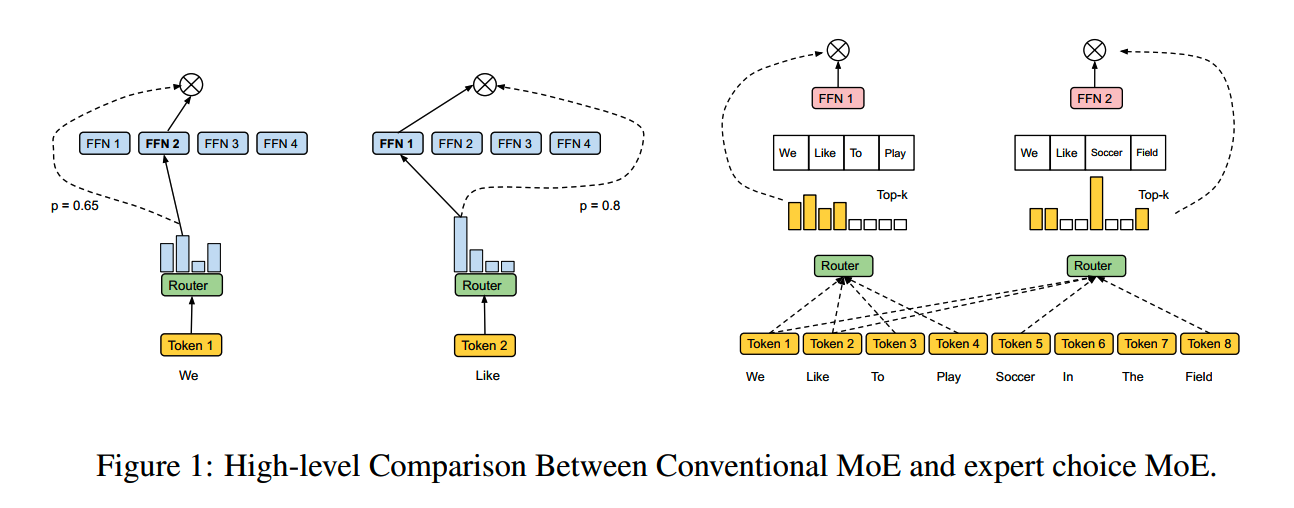 FFN 1 FFN 2 FFN 3 FFN 4
p = 0.65
Router
Token 1
We
FFN 1 FFN 2 FFN 3 FFN 4
p = 0.8
Router
Token 2
Like
FFN 1
We Like To Play
Top-k
Router
FFN 2
We Like Soccer Field
Top-k
Router
Token 1 Token 2 Token 3 Token 4 Token 5 Token 6 Token 7 Token 8
We Like To Play Soccer In The Field
Figure 1: High-level Comparison Between Conventional MoE and expert choice MoE.